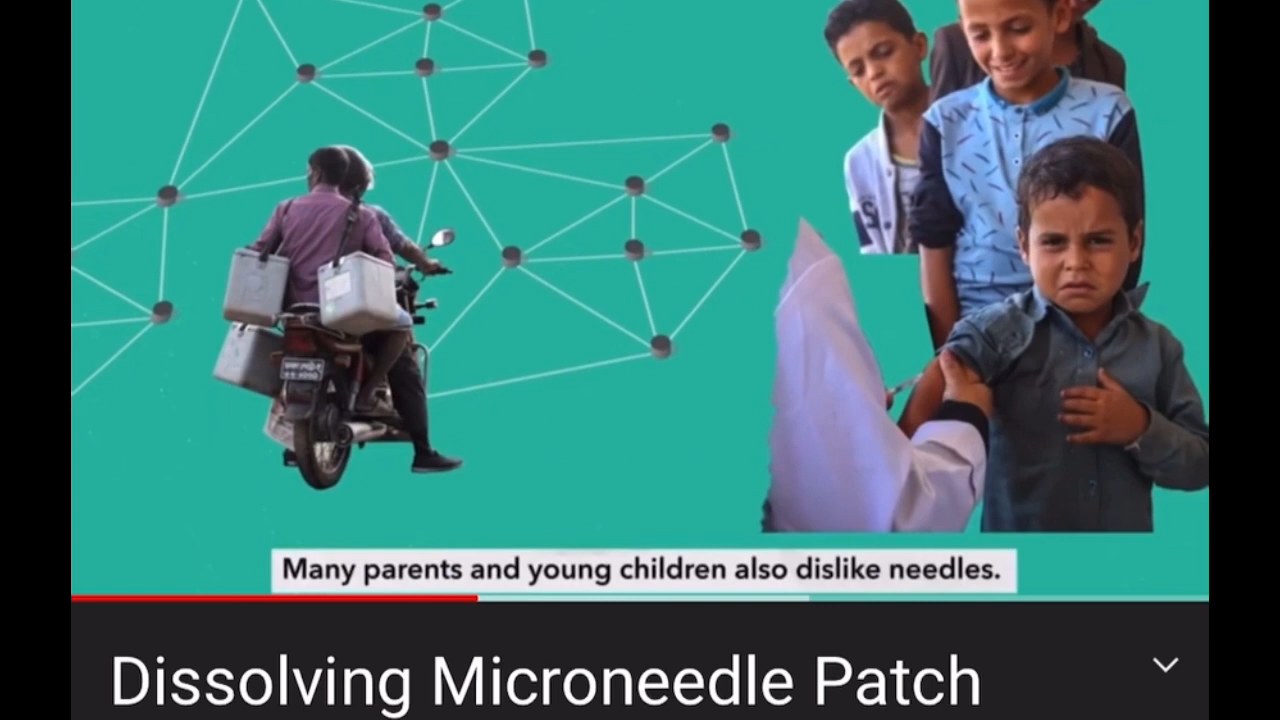 Many parents and young children also dislike needles.
Dissolving Microneedle Patch